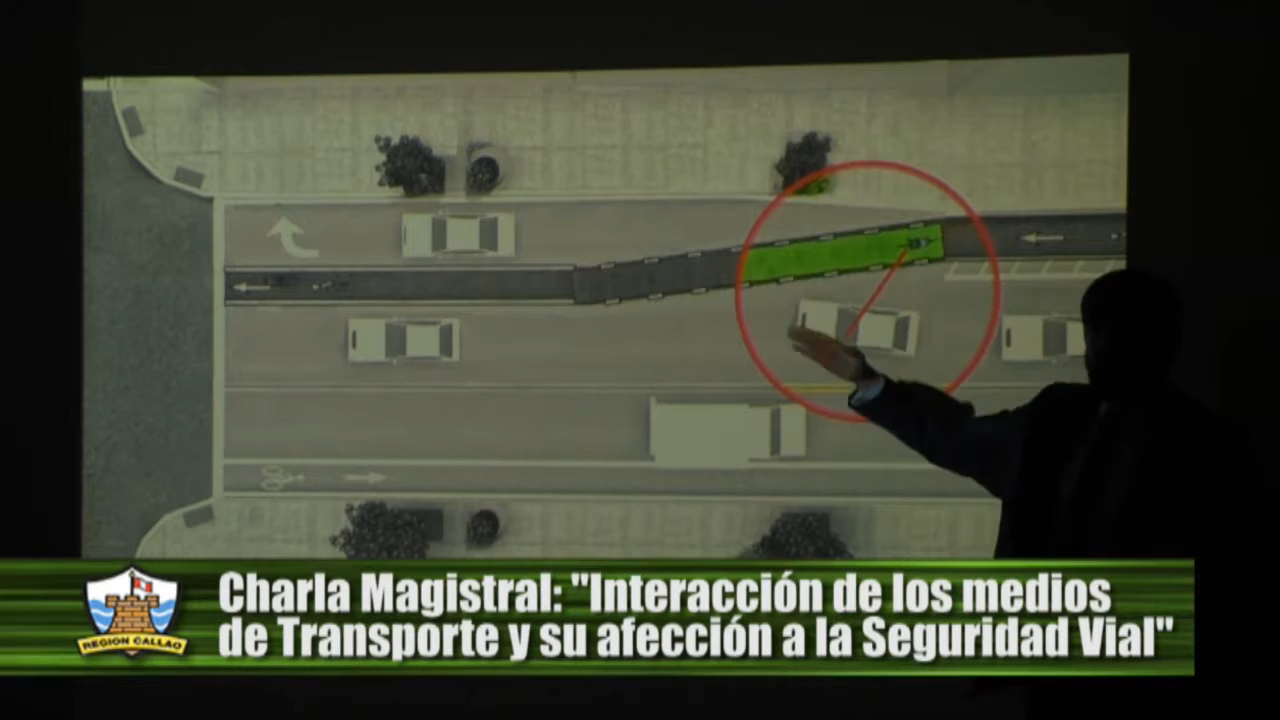 Charla Magistral: "Interacción de los medios
de Transporte y su afección a la Seguridad Vial"
REGION CALLAO